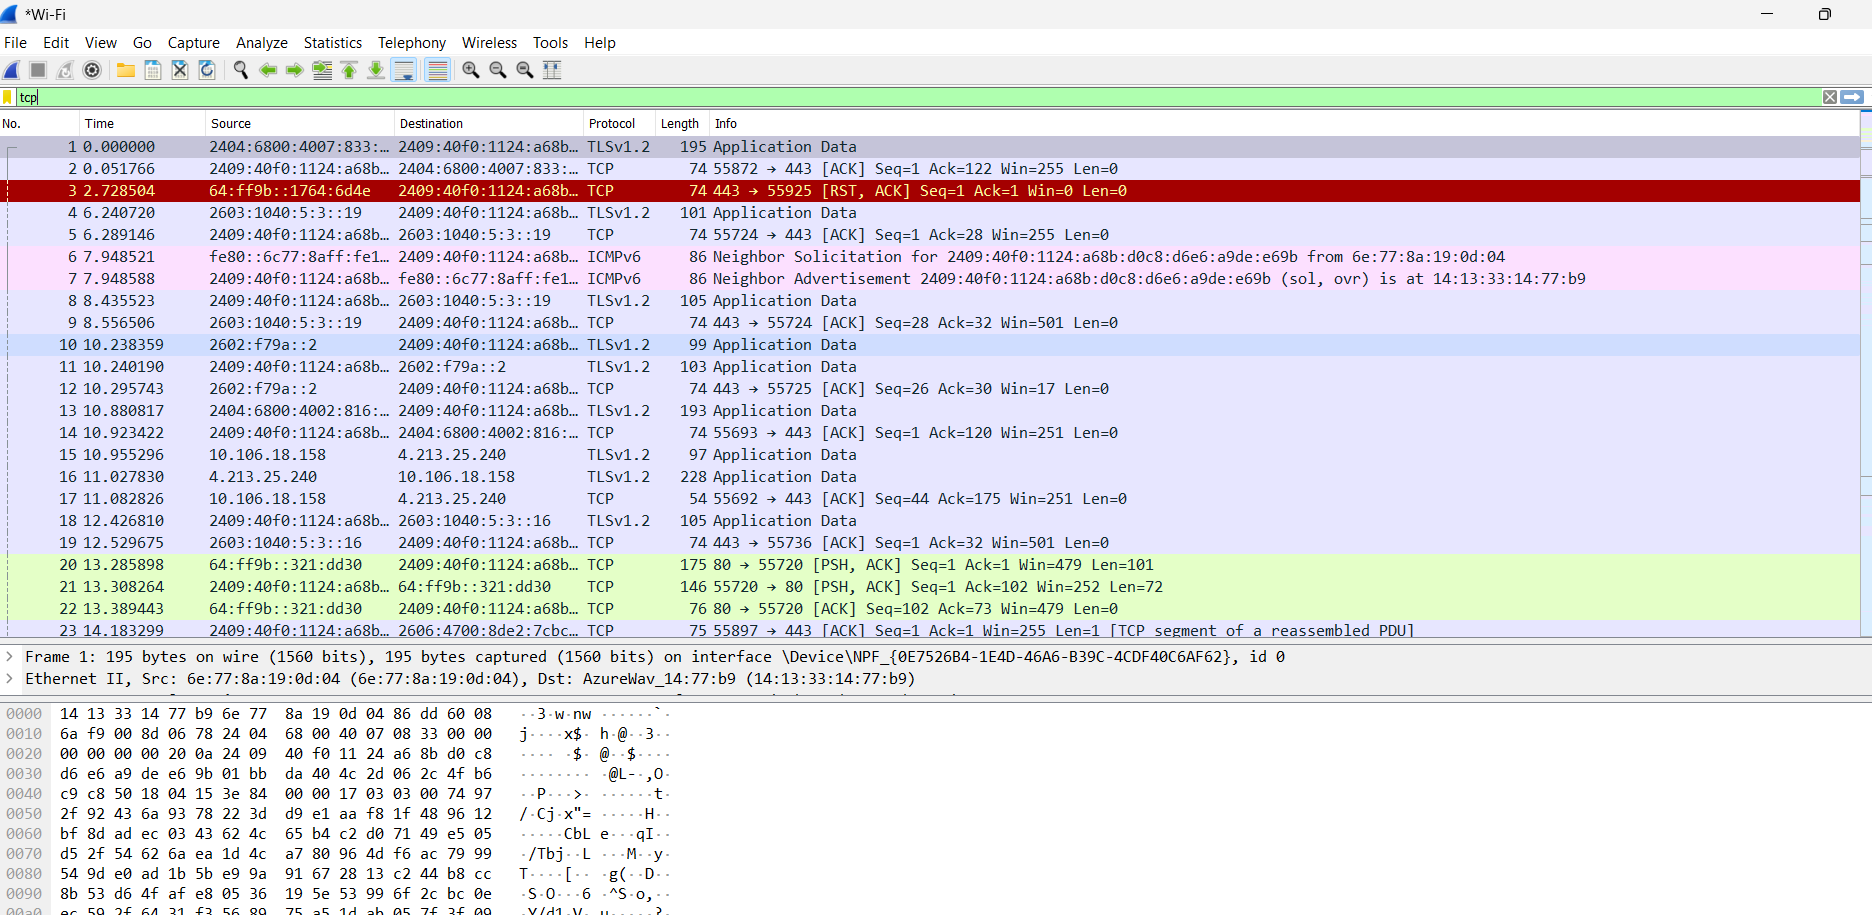 *Wi-Fi
File Edit View Go Capture Analyze Statistics Telephony Wireless Tools Help
tcp
No. Time Source Destination Protocol Length Info
1 0.000000 2404:6800:4007:833:… 2409:40f0:1124:a68b… TLSv1.2 195 Application Data
2 0.051766 2409:40f0:1124:a68b… 2404:6800:4007:833:… TCP 74 55872 → 443 [ACK] Seq=1 Ack=122 Win=255 Len=0
3 2.728504 64:ff9b::1764:6d4e 2409:40f0:1124:a68b… TCP 74 443 → 55925 [RST, ACK] Seq=1 Ack=1 Win=0 Len=0
4 6.240720 2603:1040:5:3::19 2409:40f0:1124:a68b… TLSv1.2 101 Application Data
5 6.289146 2409:40f0:1124:a68b… 2603:1040:5:3::19 TCP 74 55724 → 443 [ACK] Seq=1 Ack=28 Win=255 Len=0
6 7.948521 fe80::6c77:8aff:fe1… 2409:40f0:1124:a68b… ICMPv6 86 Neighbor Solicitation for 2409:40f0:1124:a68b:d0c8:d6e6:a9de:e69b from 6e:77:8a:19:0d:04
7 7.948588 2409:40f0:1124:a68b… fe80::6c77:8aff:fe1… ICMPv6 86 Neighbor Advertisement 2409:40f0:1124:a68b:d0c8:d6e6:a9de:e69b (sol, ovr) is at 14:13:33:14:77:b9
8 8.435523 2409:40f0:1124:a68b… 2603:1040:5:3::19 TLSv1.2 105 Application Data
9 8.556506 2603:1040:5:3::19 2409:40f0:1124:a68b… TCP 74 443 → 55724 [ACK] Seq=28 Ack=32 Win=501 Len=0
10 10.238359 2602:f79a::2 2409:40f0:1124:a68b… TLSv1.2 99 Application Data
11 10.240190 2409:40f0:1124:a68b… 2602:f79a::2 TLSv1.2 103 Application Data
12 10.295743 2602:f79a::2 2409:40f0:1124:a68b… TCP 74 443 → 55725 [ACK] Seq=26 Ack=30 Win=17 Len=0
13 10.880817 2404:6800:4002:816:… 2409:40f0:1124:a68b… TLSv1.2 193 Application Data
14 10.923422 2409:40f0:1124:a68b… 2404:6800:4002:816:… TCP 74 55693 → 443 [ACK] Seq=1 Ack=120 Win=251 Len=0
15 10.955296 10.106.18.158 4.213.25.240 TLSv1.2 97 Application Data
16 11.027830 4.213.25.240 10.106.18.158 TLSv1.2 228 Application Data
17 11.082826 10.106.18.158 4.213.25.240 TCP 54 55692 → 443 [ACK] Seq=44 Ack=175 Win=251 Len=0
18 12.426810 2409:40f0:1124:a68b… 2603:1040:5:3::16 TLSv1.2 105 Application Data
19 12.529675 2603:1040:5:3::16 2409:40f0:1124:a68b… TCP 74 443 → 55736 [ACK] Seq=1 Ack=32 Win=501 Len=0
20 13.285898 64:ff9b::321:dd30 2409:40f0:1124:a68b… TCP 175 80 → 55720 [PSH, ACK] Seq=1 Ack=1 Win=479 Len=101
21 13.308264 2409:40f0:1124:a68b… 64:ff9b::321:dd30 TCP 146 55720 → 80 [PSH, ACK] Seq=1 Ack=102 Win=252 Len=72
22 13.389443 64:ff9b::321:dd30 2409:40f0:1124:a68b… TCP 76 80 → 55720 [ACK] Seq=102 Ack=73 Win=479 Len=0
23 14.183299 2409:40f0:1124:a68b… 2606:4700:8de2:7cbc… TCP 75 55897 → 443 [ACK] Seq=1 Ack=1 Win=255 Len=1 [TCP segment of a reassembled PDU]
Frame 1: 195 bytes on wire (1560 bits), 195 bytes captured (1560 bits) on interface \Device\NPF_{0E7526B4-1E4D-46A6-B39C-4CDF40C6AF62}, id 0
Ethernet II, Src: 6e:77:8a:19:0d:04 (6e:77:8a:19:0d:04), Dst: AzureWav_14:77:b9 (14:13:33:14:77:b9)
0000 14 13 33 14 77 b9 6e 77 8a 19 0d 04 86 dd 60 08 ··3·w·nw ······`·
0010 6a f9 00 8d 06 78 24 04 68 00 40 07 08 33 00 00 j····x$· h·@··3··
0020 00 00 00 00 20 0a 24 09 40 f0 11 24 a6 8b d0 c8 ···· ·$· @··$····
0030 d6 e6 a9 de e6 9b 01 bb da 40 4c 2d 06 2c 4f b6 ········ ·@L-·,O·
0040 c9 c8 50 18 04 15 3e 84 00 00 17 03 03 00 74 97 ··P···>· ······t·
0050 2f 92 43 6a 93 78 22 3d d9 e1 aa f8 1f 48 96 12 /·Cj·x"= ·····H··
0060 bf 8d ad ec 03 43 62 4c 65 b4 c2 d0 71 49 e5 05 ·····CbL e···qI··
0070 d5 2f 54 62 6a ea 1d 4c a7 80 96 4d f6 ac 79 99 ·/Tbj··L ···M··y·
0080 54 9d e0 ad 1b 5b e9 9a 91 67 28 13 c2 44 b8 cc T····[·· ·g(··D··
0090 8b 53 d6 4f af e8 05 36 19 5e 53 99 6f 2c bc 0e ·S·O···6 ·^S·o,··
00a0 ec 59 2f 64 31 f3 56 89 75 a5 1d ab 05 7f 3f 09